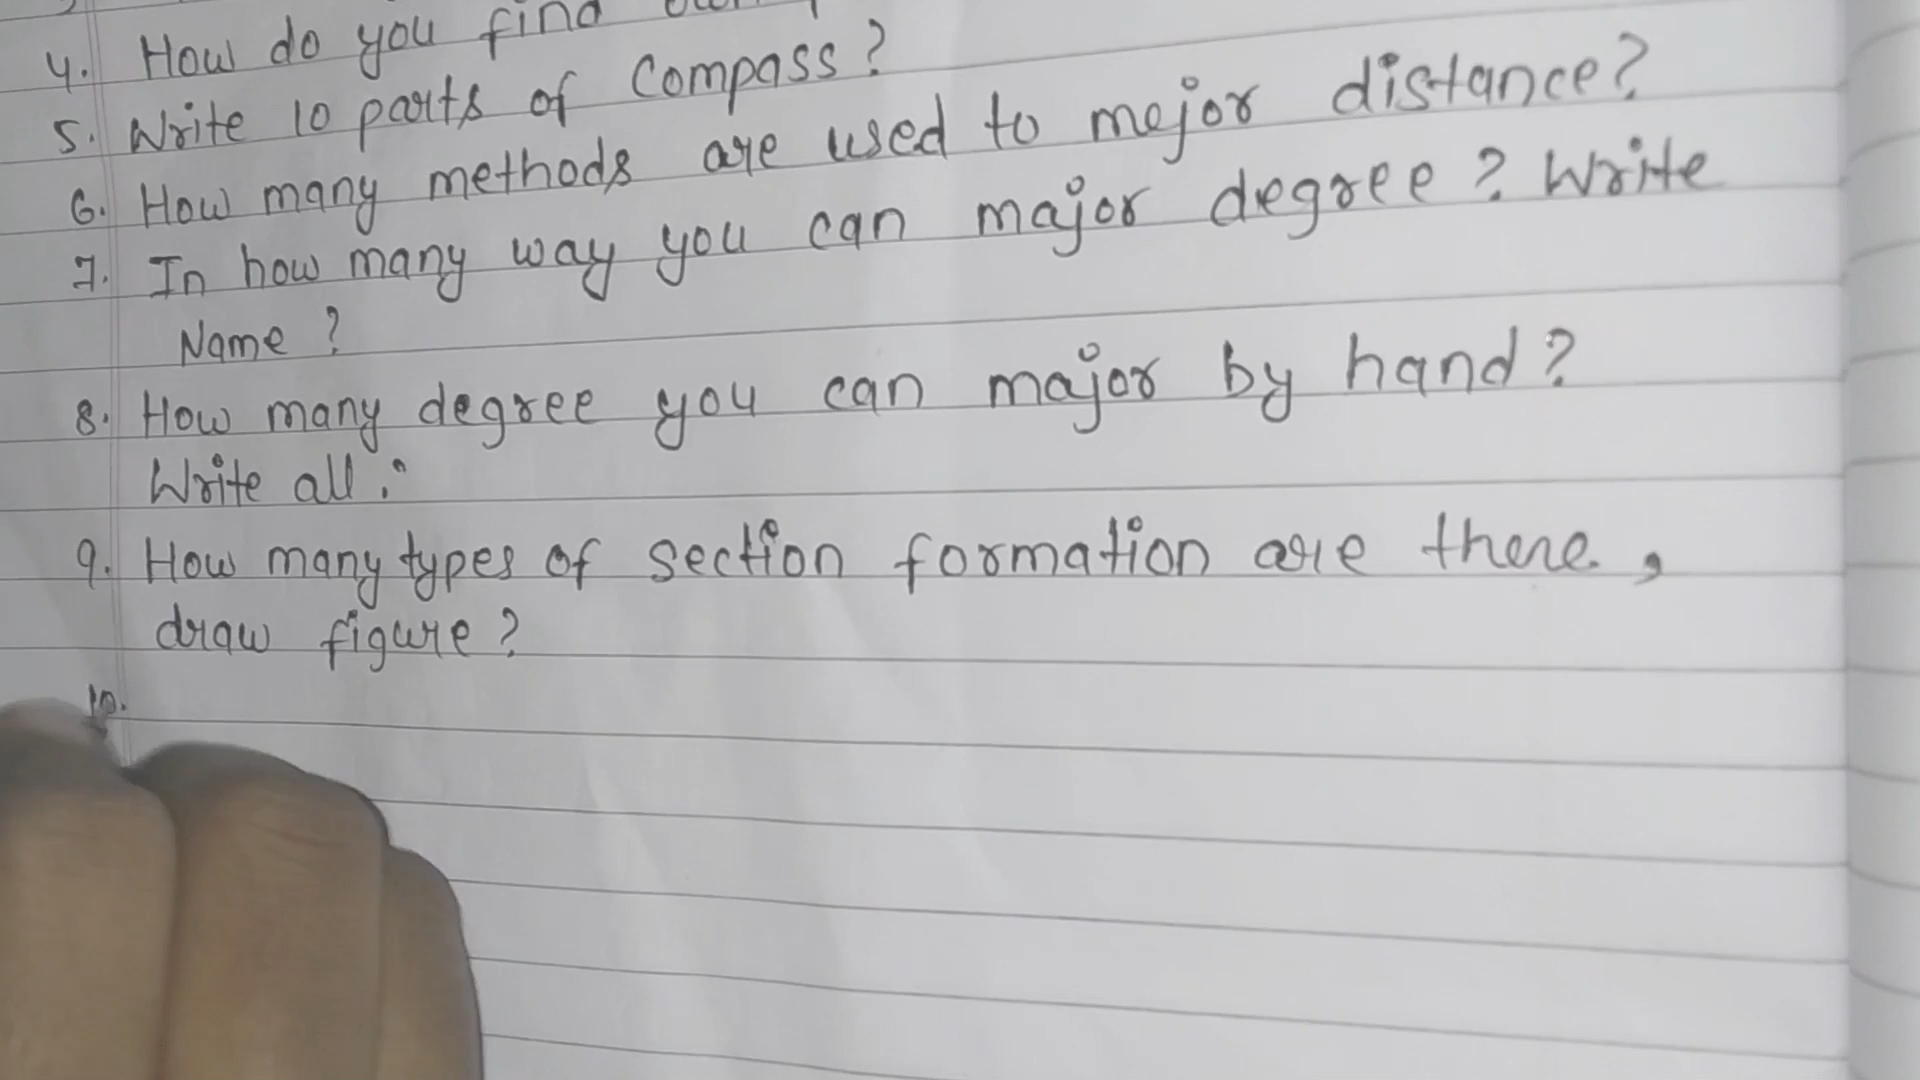 4. How do you find
5. Write 10 parts of Compass?
6. How many methods are used to mejor distance?
7. In how many way you can major degree? Write
Name?
8. How many degree you can major by hand?
Write all.
9. How many types of section formation are there,
draw figure?
10.